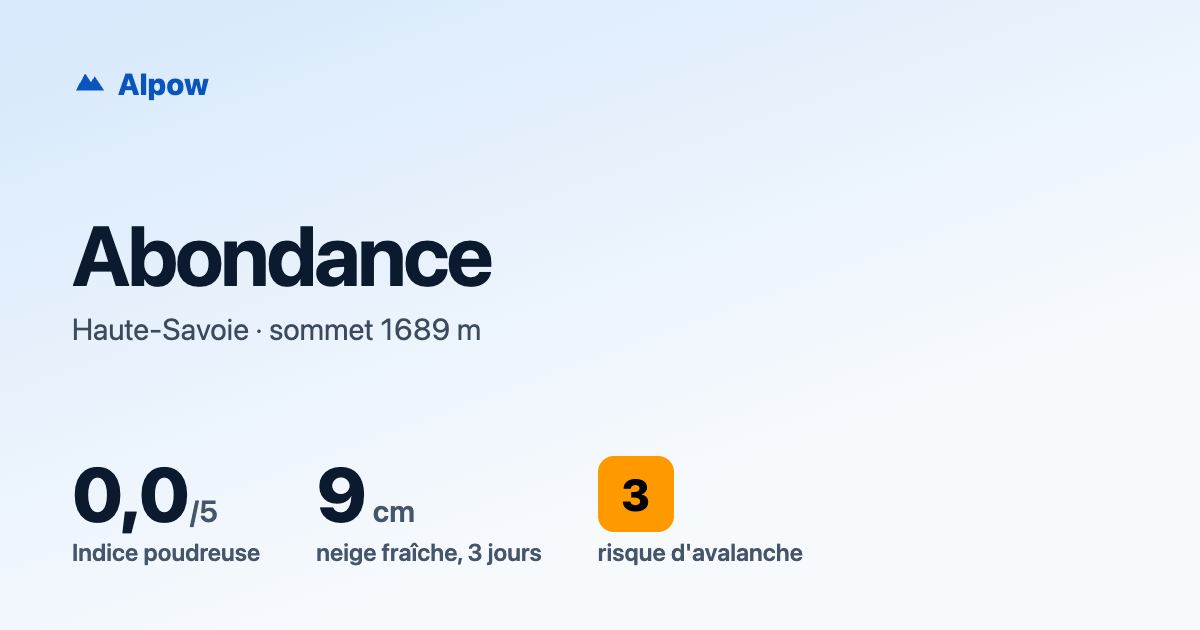 Alpow
Abondance
Haute-Savoie · sommet 1689 m
0,0/5
Indice poudreuse
9 cm
neige fraîche, 3 jours
3
risque d'avalanche